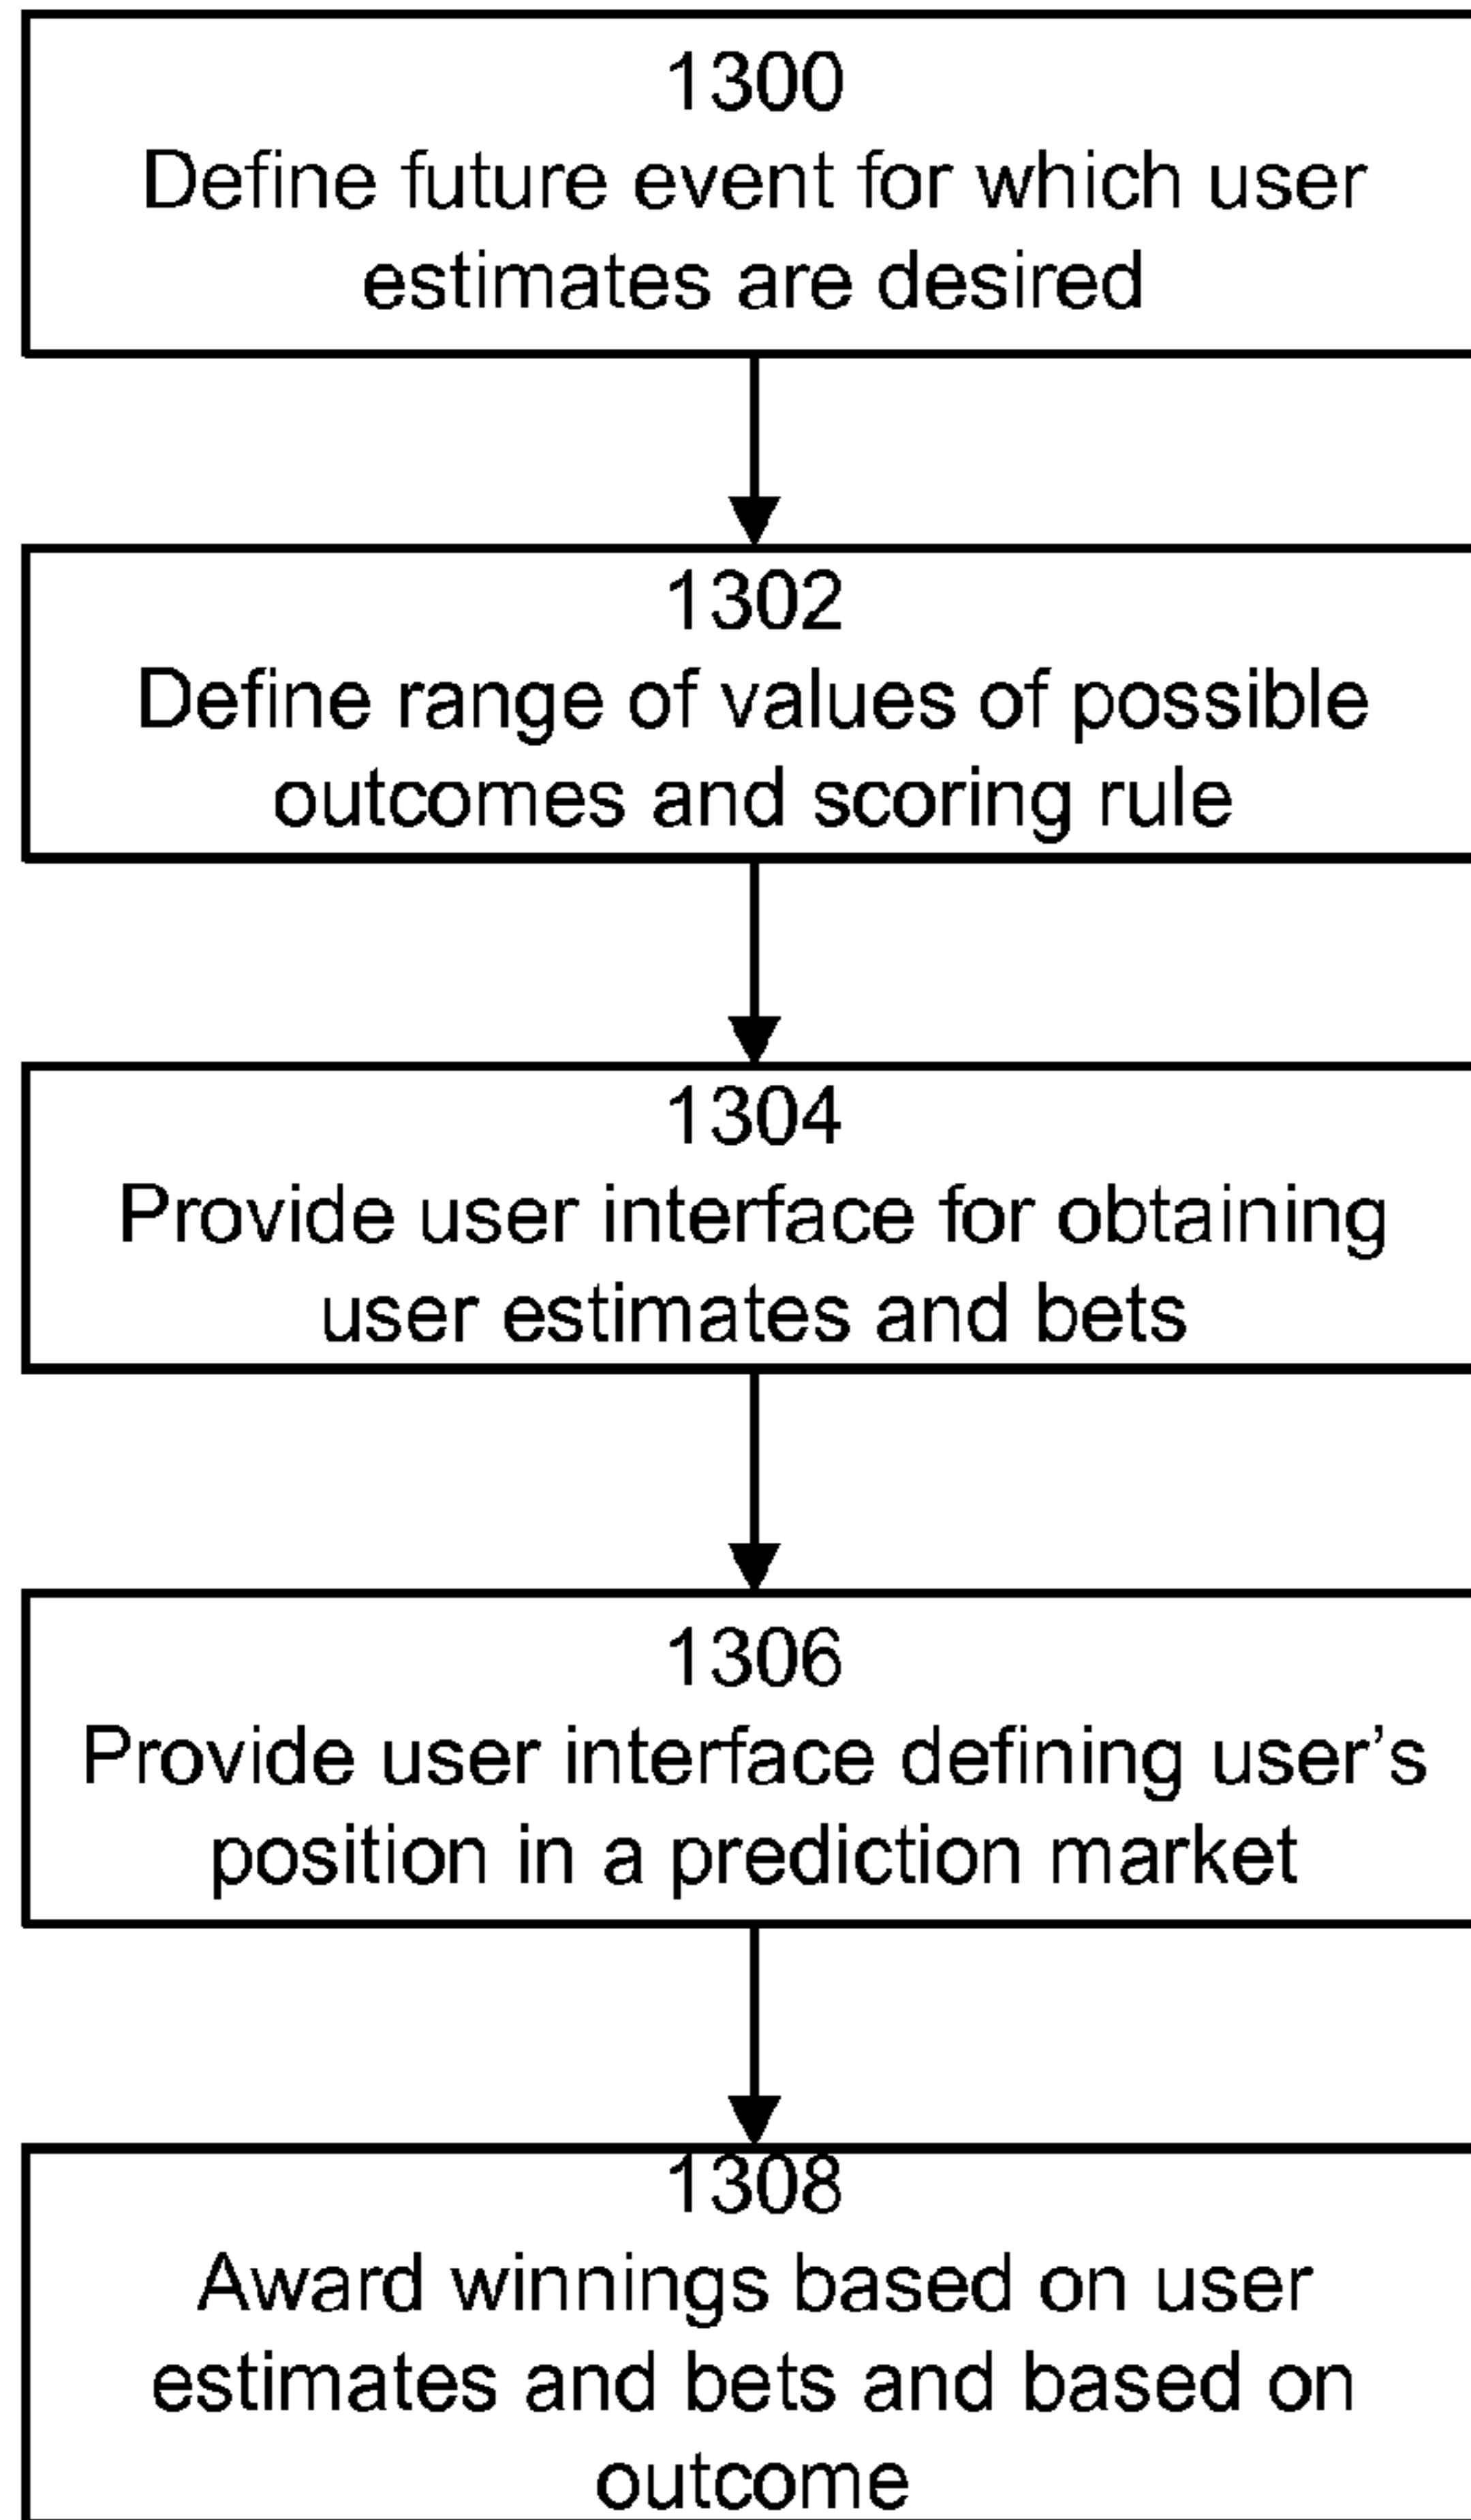 1300
Define future event for which user
estimates are desired
1302
Define range of values of possible
outcomes and scoring rule
1304
Provide user interface for obtaining
user estimates and bets
1306
Provide user interface defining user’s
position in a prediction market
1308
Award winnings based on user
estimates and bets and based on
outcome